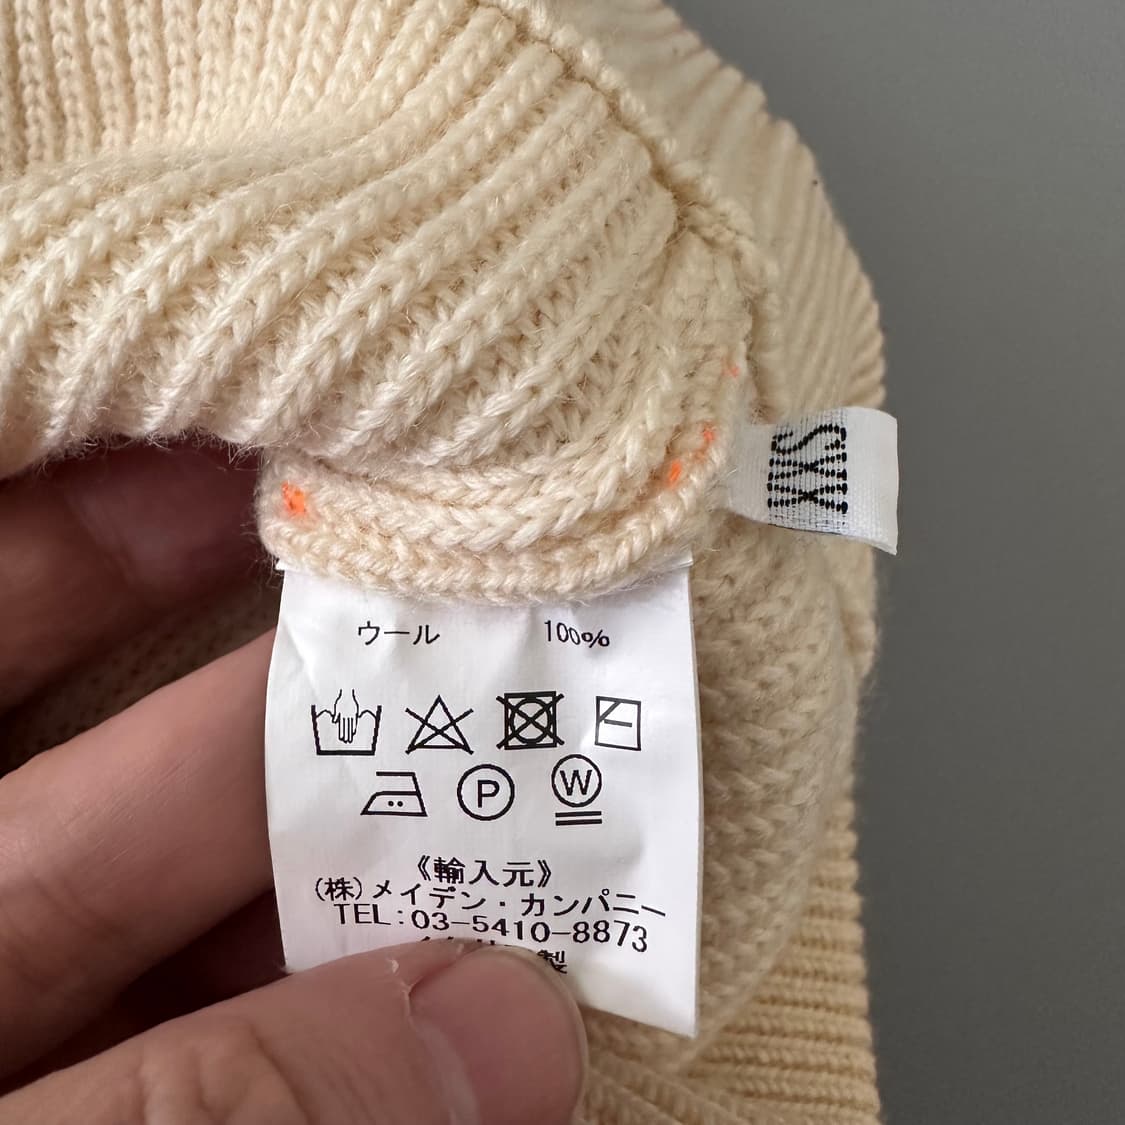 ウール 100%
P W
《輸入元》
(株)メイデン・カンパニー
TEL:03-5410-8873
製